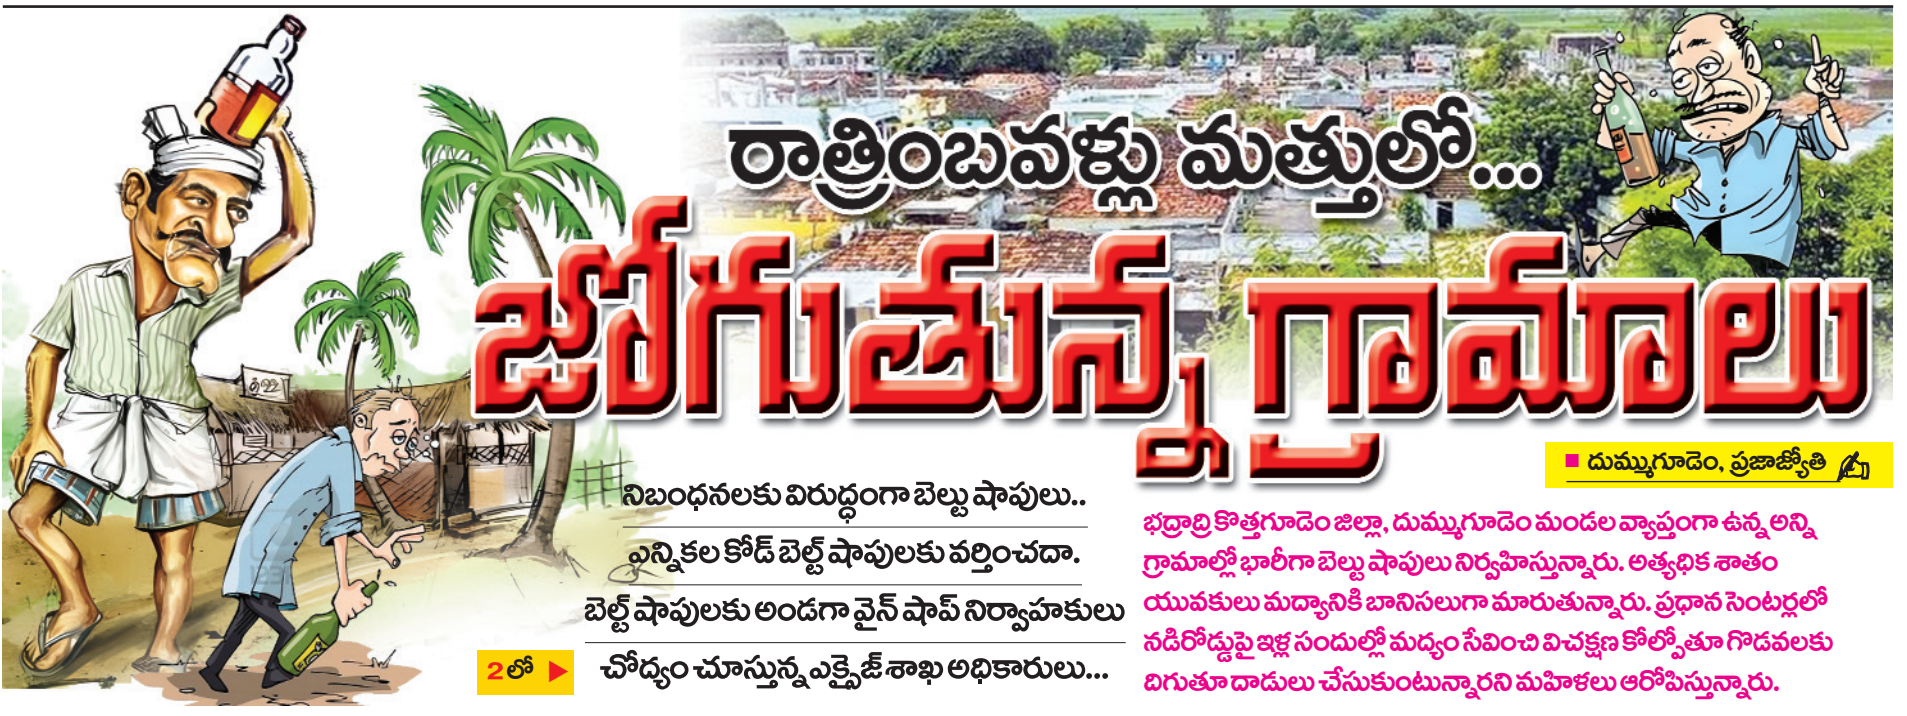 రాత్రింబవళ్లు మత్తులో...
జోగుతున్న గ్రామాలు
దుమ్ముగూడెం, ప్రజాజ్యోతి
నిబంధనలకు విరుద్ధంగా బెల్టు షాపులు..
ఎన్నికల కోడ్ బెల్ట్ షాపులకు వర్తించదా.
బెల్ట్ షాపులకు అండగా వైన్ షాప్ నిర్వాహకులు
చోద్యం చూస్తున్న ఎక్సైజ్ శాఖ అధికారులు...
2లో
భద్రాద్రి కొత్తగూడెం జిల్లా, దుమ్ముగూడెం మండల వ్యాప్తంగా ఉన్న అన్ని
గ్రామాల్లో భారీగా బెల్టు షాపులు నిర్వహిస్తున్నారు. అత్యధిక శాతం
యువకులు మద్యానికి బానిసలుగా మారుతున్నారు. ప్రధాన సెంటర్లలో
నడిరోడ్డుపై ఇళ్ల సందుల్లో మద్యం సేవించి విచక్షణ కోల్పోతూ గొడవలకు
దిగుతూ దాడులు చేసుకుంటున్నారని మహిళలు ఆరోపిస్తున్నారు.